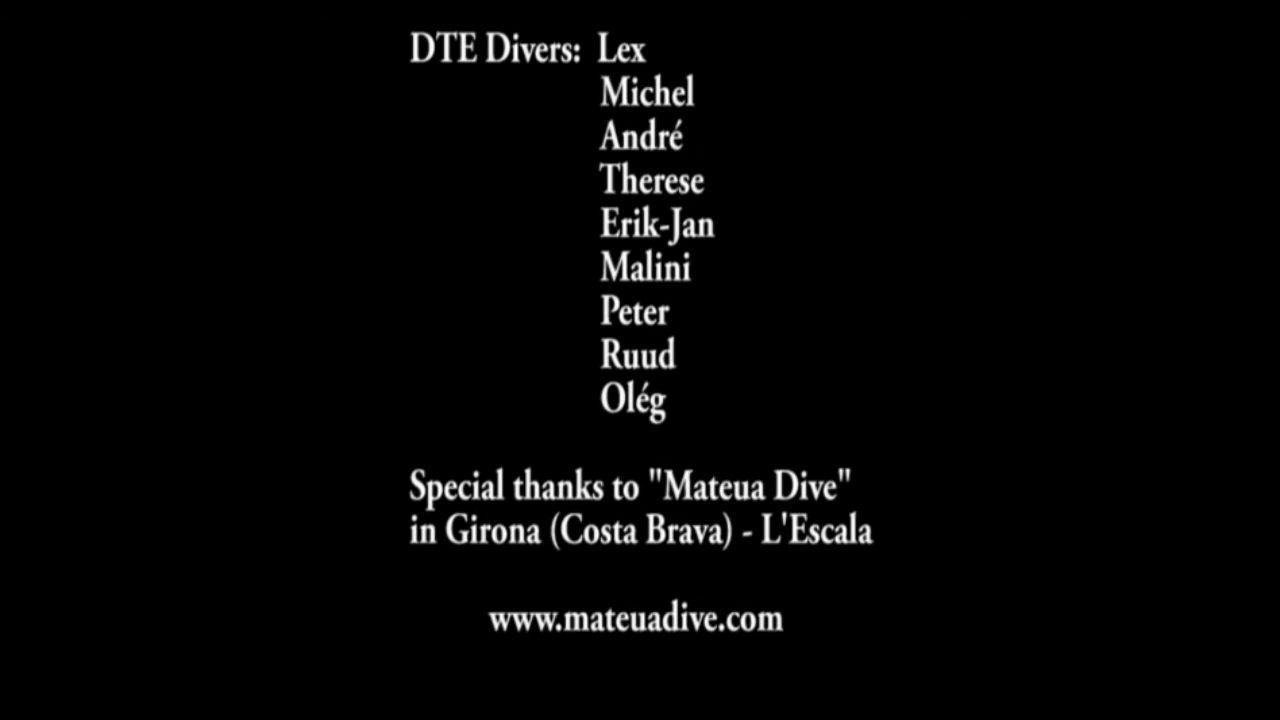 DTE Divers: Lex
Michel
André
Therese
Erik-Jan
Malini
Peter
Ruud
Olég
Special thanks to "Mateua Dive"
in Girona (Costa Brava) - L'Escala
www.mateuadive.com